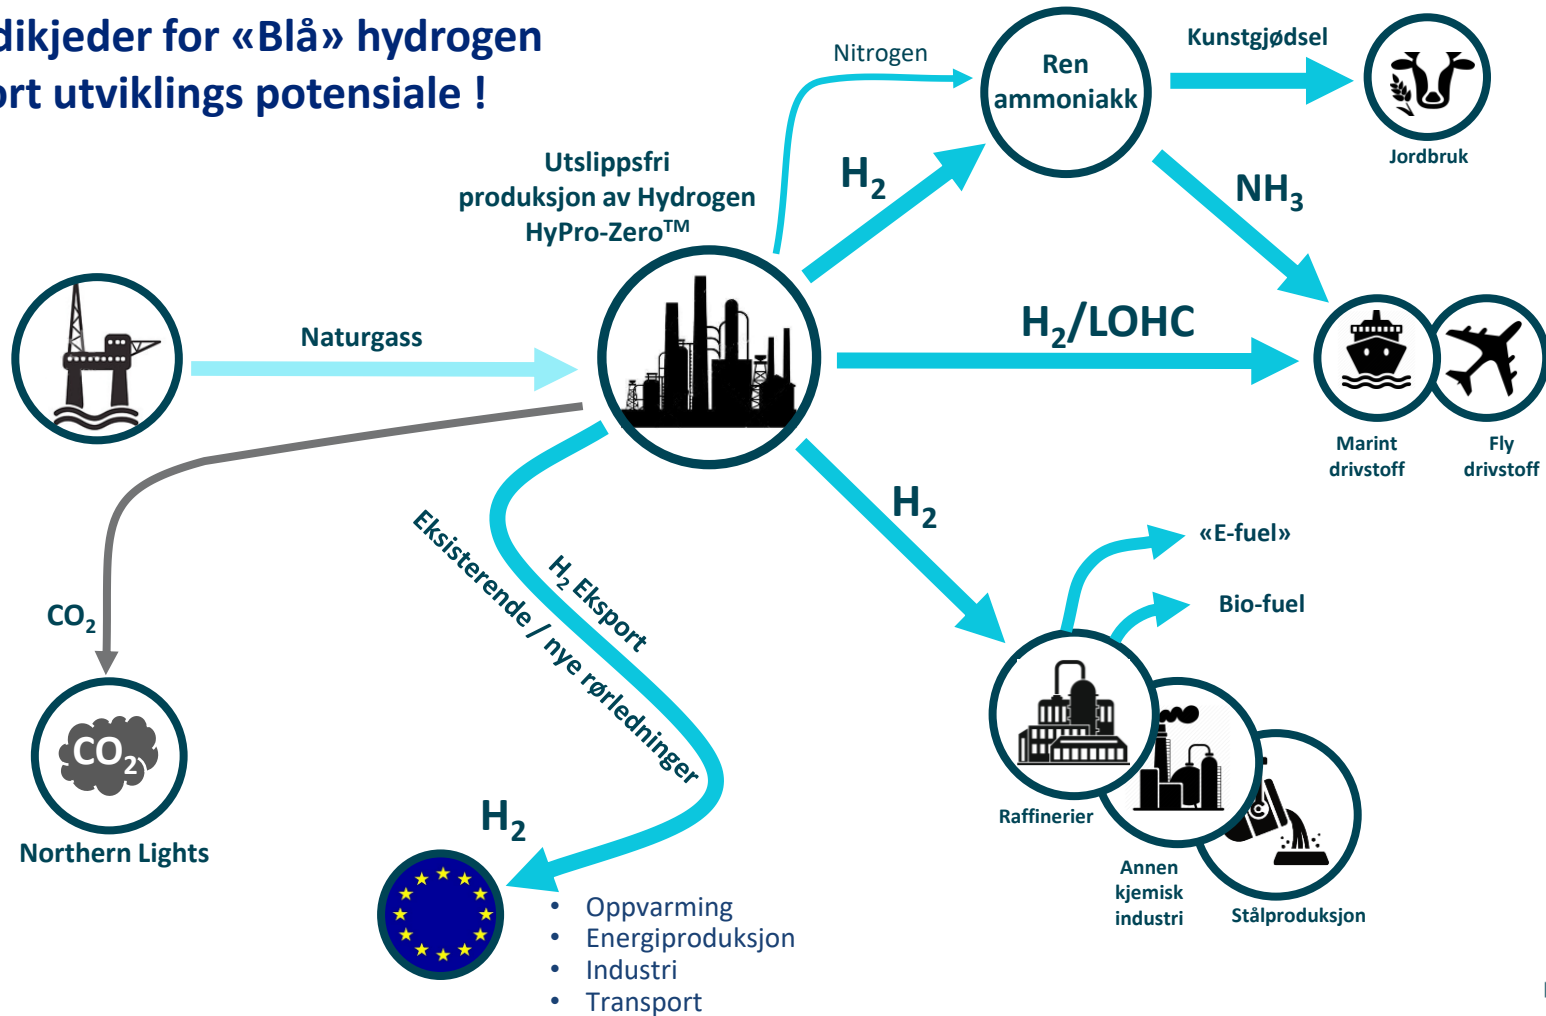 dikjeder for «Blå» hydrogen
ort utviklings potensiale !
Nitrogen
Ren
ammoniakk
Kunstgjødsel
Jordbruk
Utslippsfri
produksjon av Hydrogen
HyPro-Zero™
H₂
NH₃
Naturgass
H₂/LOHC
Marint
drivstoff
Fly
drivstoff
H₂
«E-fuel»
Bio-fuel
H₂ Eksport
Eksisterende / nye rørledninger
CO₂
CO₂
Northern Lights
H₂
Raffinerier
Annen
kjemisk
industri
Stålproduksjon
• Oppvarming
• Energiproduksjon
• Industri
• Transport